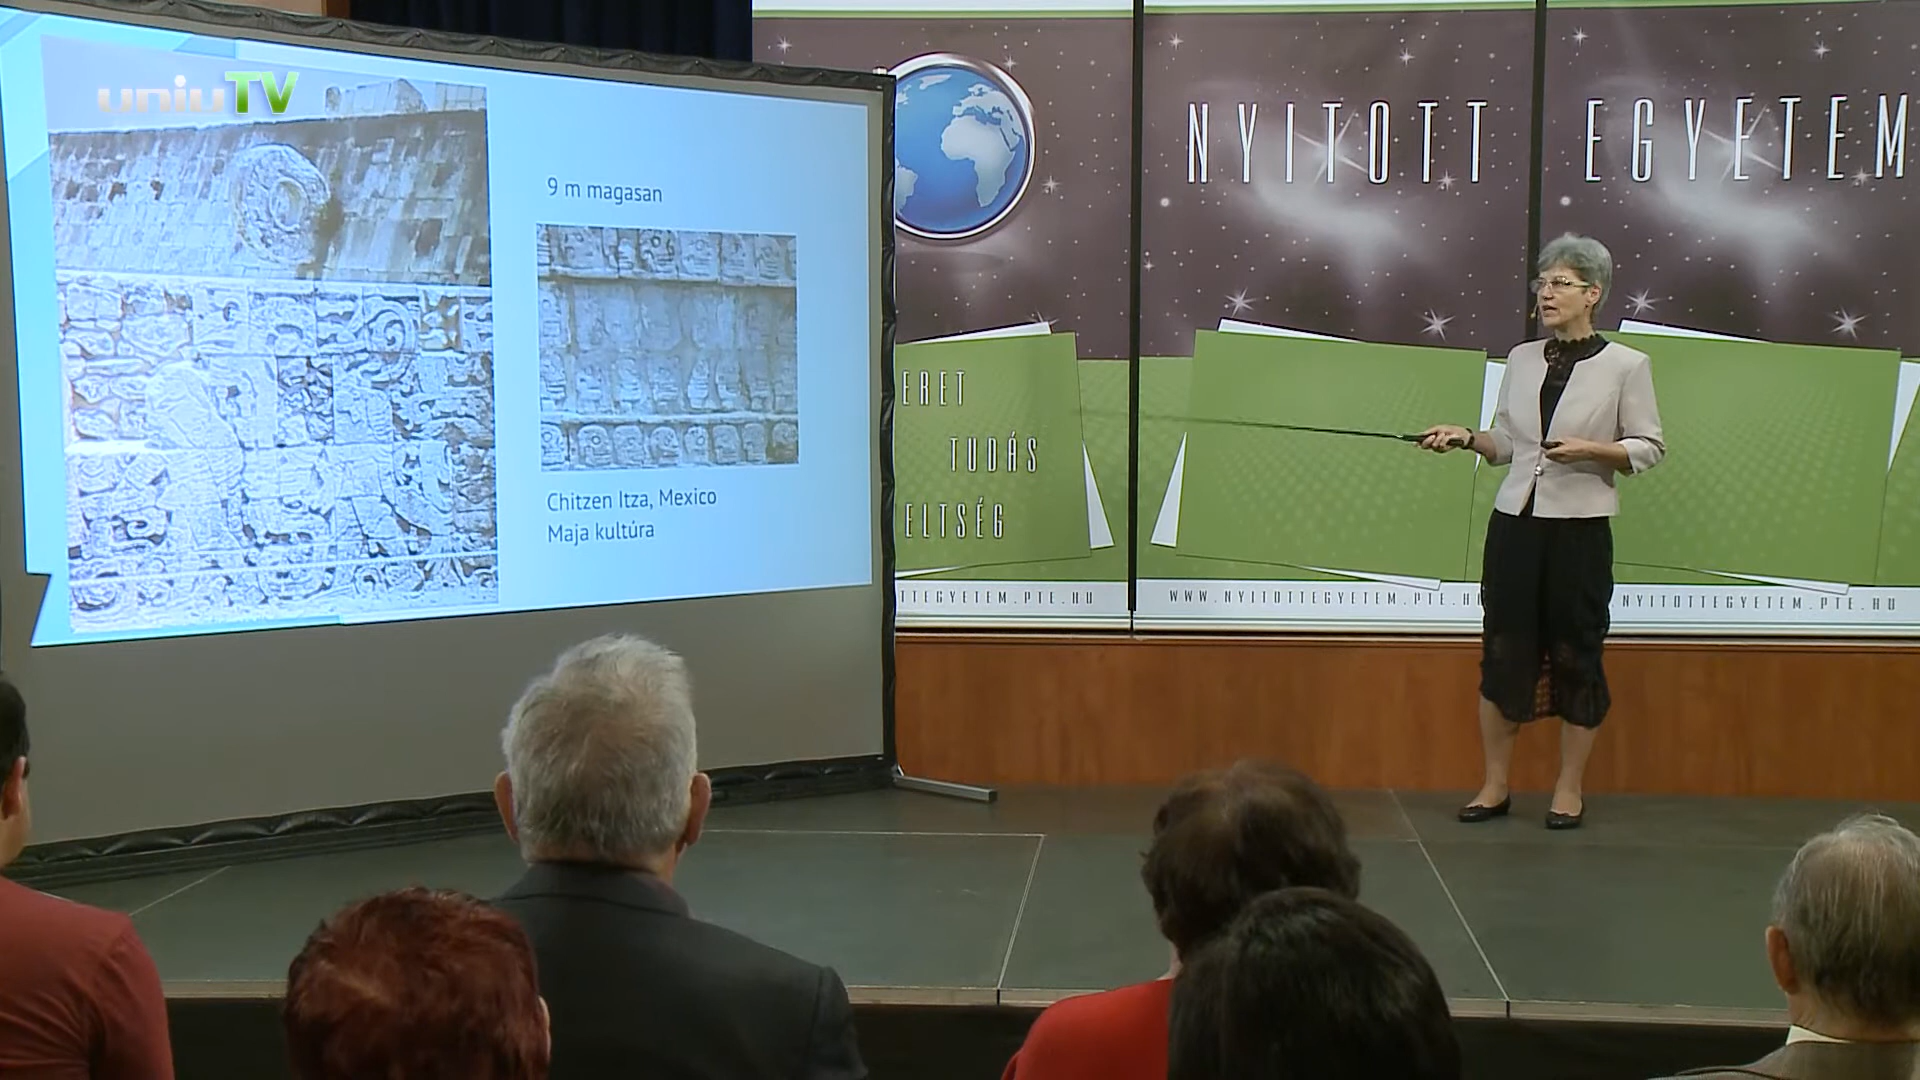 uniuTV
9 m magasan
Chitzen Itza, Mexico
Maja kultúra
NYITOTT EGYETEM
ERET
TUDÁS
ELTSÉG
TTEGYETEM.PTE.HU
WWW.NYITOTTEGYETEM.PTE.HU
NYITOTTEGYETEM.PTE.HU